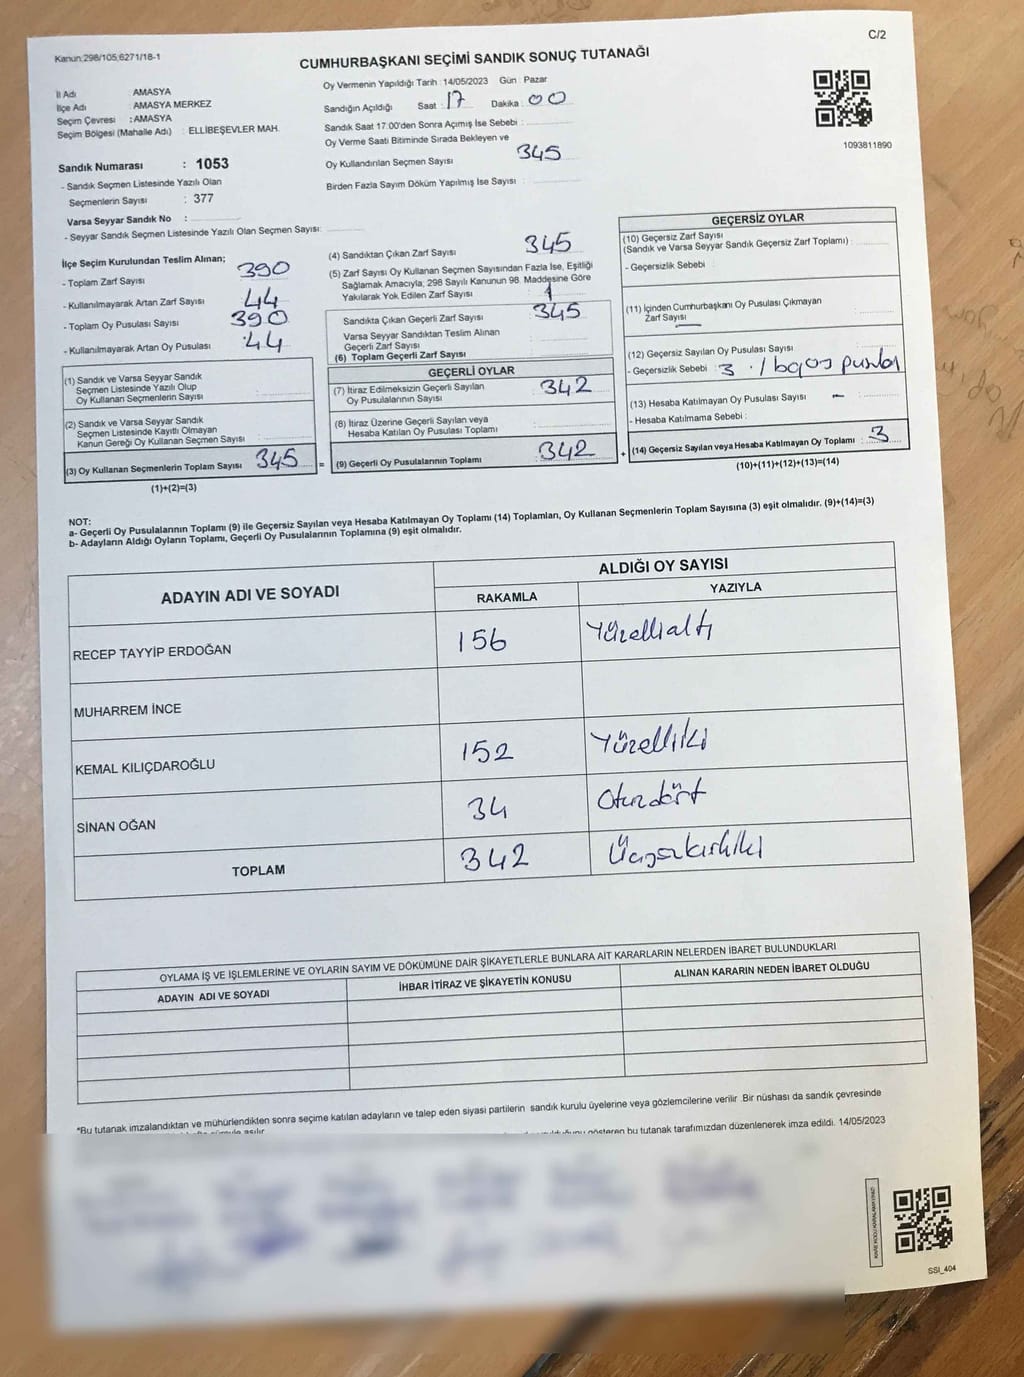 Kanun:298/105;6271/18-1
C/2
CUMHURBAŞKANI SEÇİMİ SANDIK SONUÇ TUTANAĞI
İl Adı : AMASYA
İlçe Adı : AMASYA MERKEZ
Seçim Çevresi : AMASYA
Seçim Bölgesi (Mahalle Adı) : ELLİBEŞEVLER MAH.
Sandık Numarası : 1053
- Sandık Seçmen Listesinde Yazılı Olan
Seçmenlerin Sayısı : 377
Varsa Seyyar Sandık No :
- Seyyar Sandık Seçmen Listesinde Yazılı Olan Seçmen Sayısı:
Oy Vermenin Yapıldığı Tarih : 14/05/2023 Gün : Pazar
Sandığın Açıldığı Saat : 17 Dakika : 00
Sandık Saat 17:00'den Sonra Açımış İse Sebebi :
Oy Verme Saati Bitiminde Sırada Bekleyen ve
Oy Kullandırılan Seçmen Sayısı 345
Birden Fazla Sayım Döküm Yapılmış İse Sayısı :
1093811890
İlçe Seçim Kurulundan Teslim Alınan;
- Toplam Zarf Sayısı 390
- Kullanılmayarak Artan Zarf Sayısı 44
- Toplam Oy Pusulası Sayısı 390
- Kullanılmayarak Artan Oy Pusulası : 44
(1) Sandık ve Varsa Seyyar Sandık
Seçmen Listesinde Yazılı Olup
Oy Kullanan Seçmenlerin Sayısı :
(2) Sandık ve Varsa Seyyar Sandık
Seçmen Listesinde Kayıtlı Olmayan
Kanun Gereği Oy Kullanan Seçmen Sayısı :
(3) Oy Kullanan Seçmenlerin Toplam Sayısı 345 =
(1)+(2)=(3)
(4) Sandıktan Çıkan Zarf Sayısı 345
(5) Zarf Sayısı Oy Kullanan Seçmen Sayısından Fazla İse, Eşitliği
Sağlamak Amacıyla, 298 Sayılı Kanunun 98. Maddesine Göre
Yakılarak Yok Edilen Zarf Sayısı : 1
Sandıkta Çıkan Geçerli Zarf Sayısı : 345
Varsa Seyyar Sandıktan Teslim Alınan
Geçerli Zarf Sayısı :
(6) Toplam Geçerli Zarf Sayısı
GEÇERLİ OYLAR
(7) İtiraz Edilmeksizin Geçerli Sayılan
Oy Pusulalarının Sayısı : 342
(8) İtiraz Üzerine Geçerli Sayılan veya
Hesaba Katılan Oy Pusulası Toplamı :
(9) Geçerli Oy Pusulalarının Toplamı : 342 +
GEÇERSİZ OYLAR
(10) Geçersiz Zarf Sayısı
(Sandık ve Varsa Seyyar Sandık Geçersiz Zarf Toplamı) :
- Geçersizlik Sebebi :
(11) İçinden Cumhurbaşkanı Oy Pusulası Çıkmayan
Zarf Sayısı — :
(12) Geçersiz Sayılan Oy Pusulası Sayısı :
- Geçersizlik Sebebi : 3
(13) Hesaba Katılmayan Oy Pusulası Sayısı : -
- Hesaba Katılmama Sebebi :
(14) Geçersiz Sayılan veya Hesaba Katılmayan Oy Toplamı : 3
(10)+(11)+(12)+(13)=(14)
NOT:
a- Geçerli Oy Pusulalarının Toplamı (9) ile Geçersiz Sayılan veya Hesaba Katılmayan Oy Toplamı (14) Toplamları, Oy Kullanan Seçmenlerin Toplam Sayısına (3) eşit olmalıdır. (9)+(14)=(3)
b- Adayların Aldığı Oyların Toplamı, Geçerli Oy Pusulalarının Toplamına (9) eşit olmalıdır.
ADAYIN ADI VE SOYADI ALDIĞI OY SAYISI
RAKAMLA YAZIYLA
RECEP TAYYİP ERDOĞAN 156 Yüzellialtı
MUHARREM İNCE
KEMAL KILIÇDAROĞLU 152 Yüzelliki
SİNAN OĞAN 34 Otuzdört
TOPLAM 342 Üçyüzkırkiki
OYLAMA İŞ VE İŞLEMLERİNE VE OYLARIN SAYIM VE DÖKÜMÜNE DAİR ŞİKAYETLERLE BUNLARA AİT KARARLARIN NELERDEN İBARET BULUNDUKLARI
ADAYIN ADI VE SOYADI İHBAR İTİRAZ VE ŞİKAYETİN KONUSU ALINAN KARARIN NEDEN İBARET OLDUĞU
*Bu tutanak imzalandıktan ve mühürlendikten sonra seçime katılan adayların ve talep eden siyasi partilerin sandık kurulu üyelerine veya gözlemcilerine verilir. Bir nüshası da sandık çevresinde
bu tutanak tarafımızdan düzenlenerek imza edildi. 14/05/2023
SSI_404